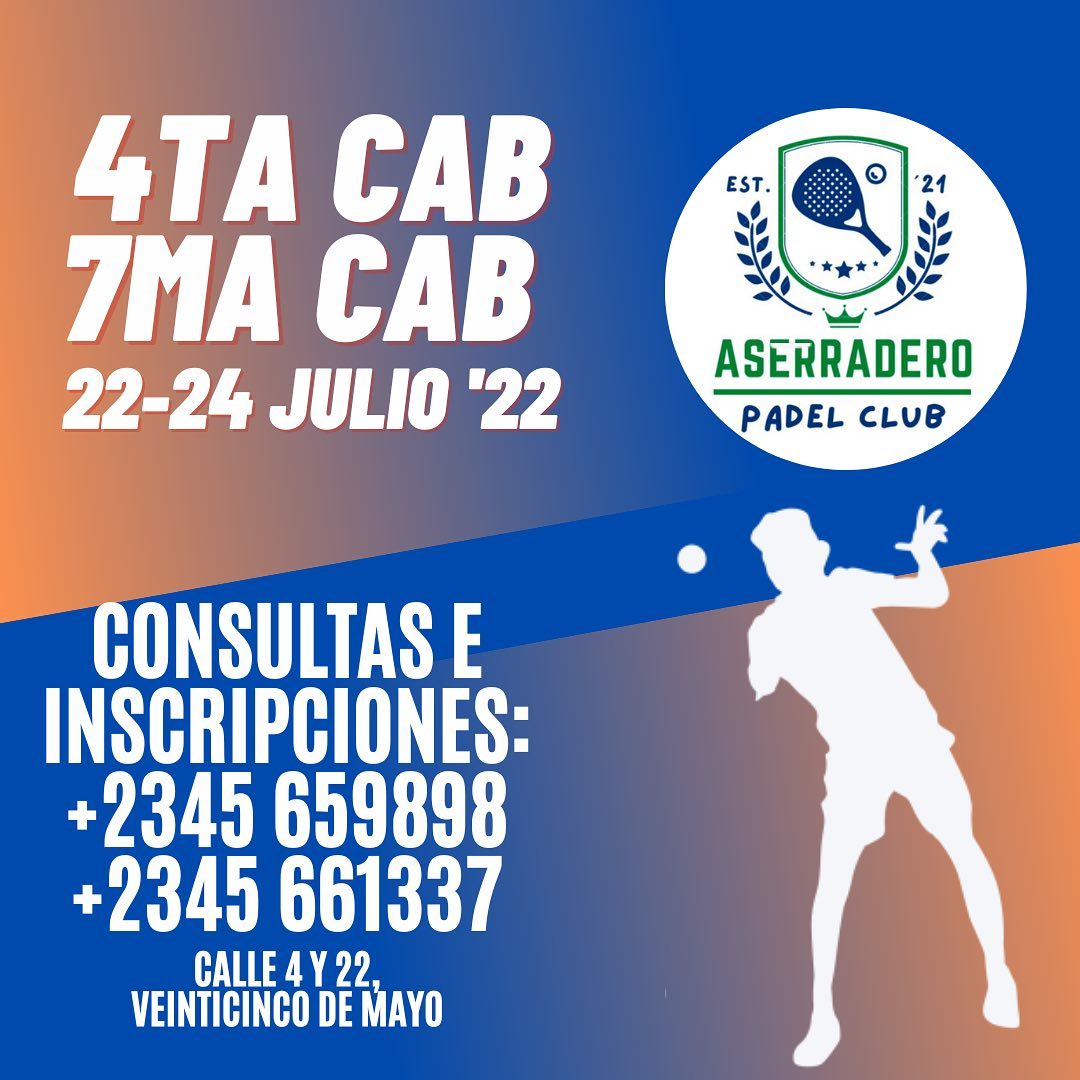 4TA CAB
7MA CAB
22-24 JULIO '22
EST. '21
ASERRADERO
PADEL CLUB
CONSULTAS E
INSCRIPCIONES:
+2345 659898
+2345 661337
CALLE 4 Y 22,
VEINTICINCO DE MAYO